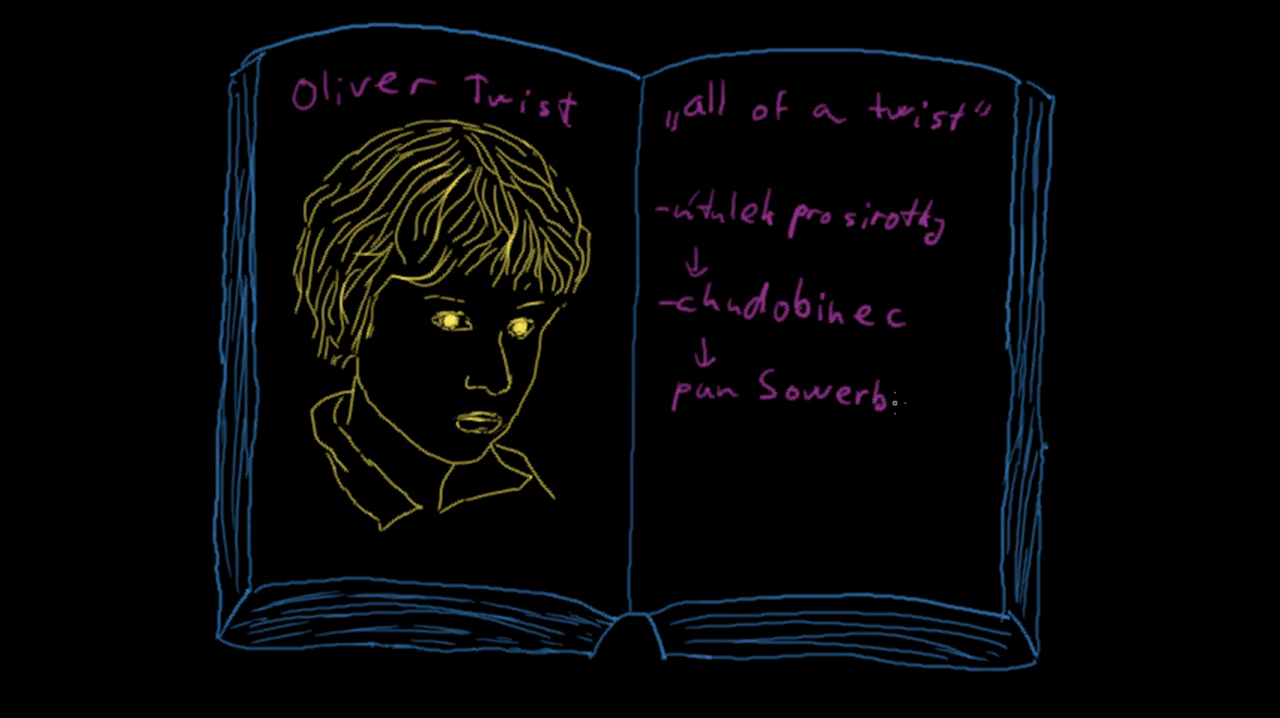 Oliver Twist
„all of a twist“
-útulek pro sirotky
↓
-chudobinec
↓
pan Sowerb